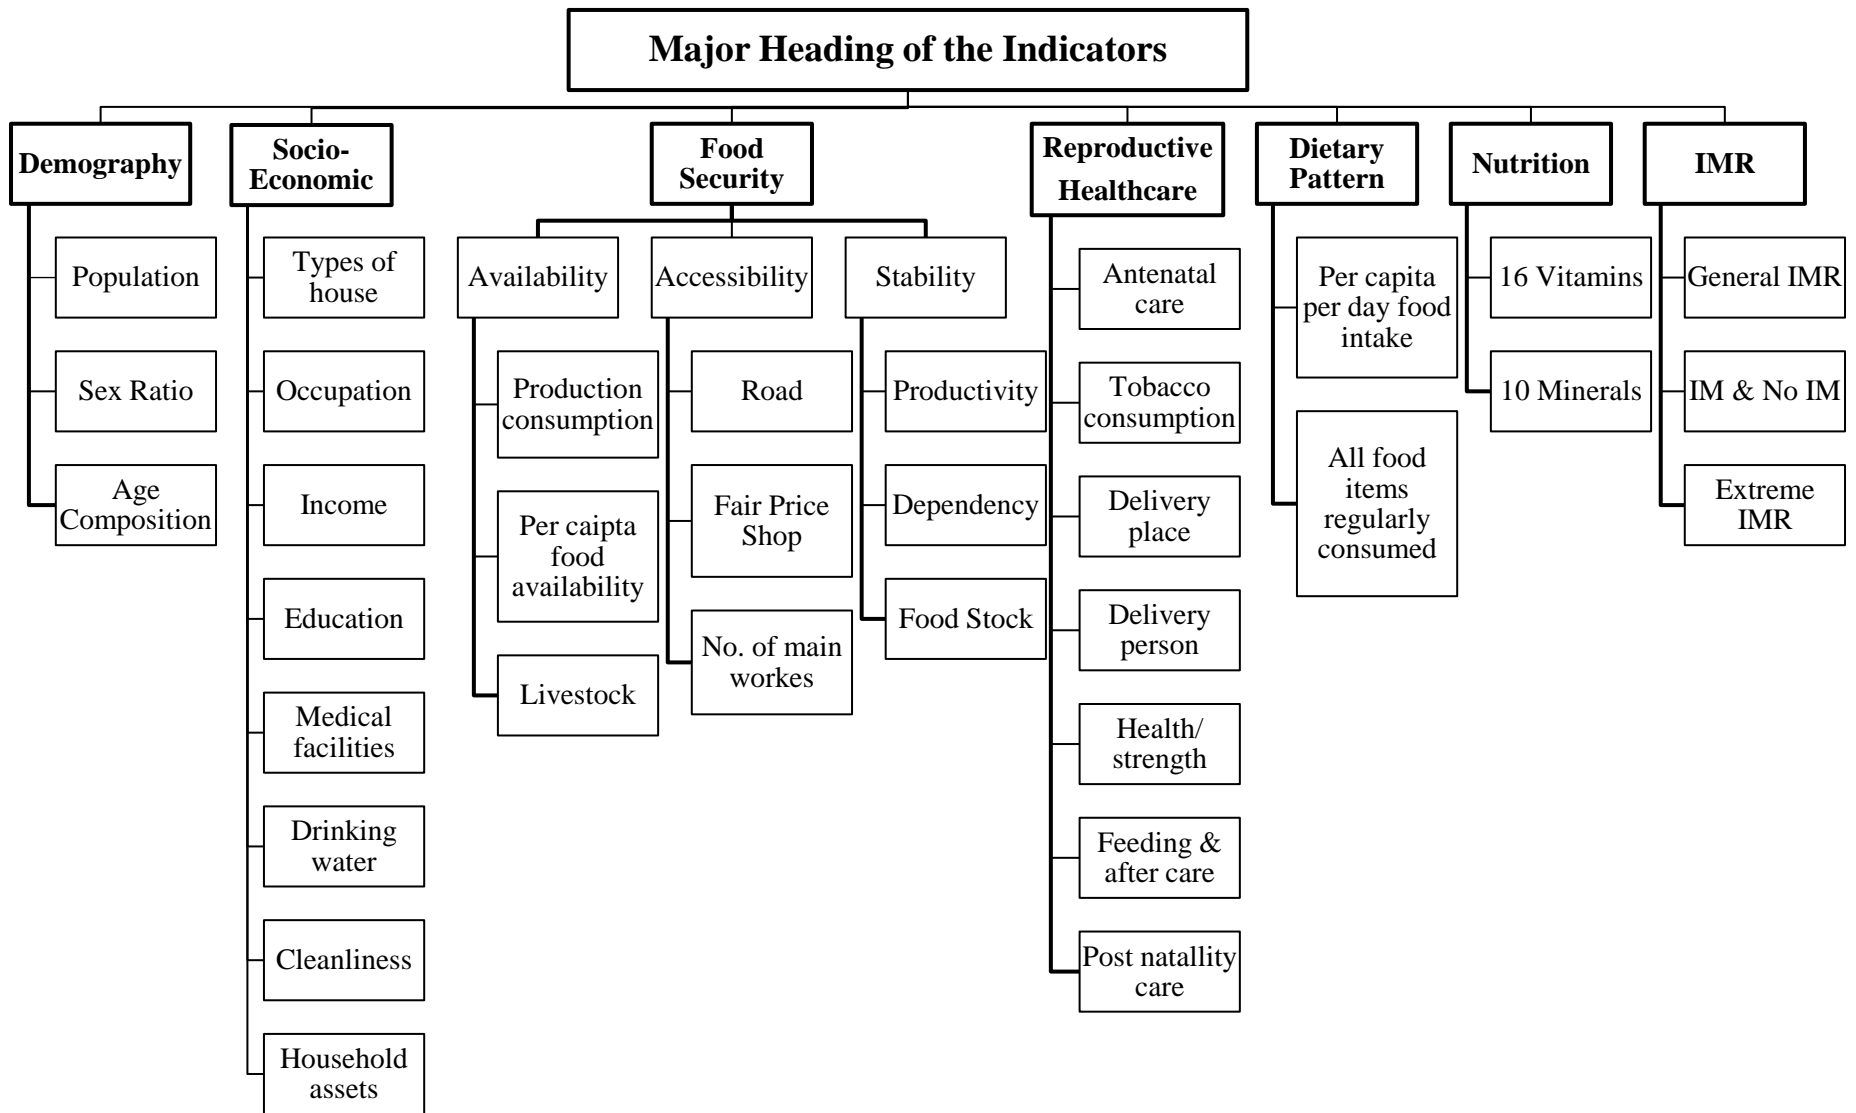 Major Heading of the Indicators
Demography
Population
Sex Ratio
Age
Composition
Socio-
Economic
Types of
house
Occupation
Income
Education
Medical
facilities
Drinking
water
Cleanliness
Household
assets
Food
Security
Availability
Production
consumption
Per caipta
food
availability
Livestock
Accessibility
Road
Fair Price
Shop
No. of main
workes
Stability
Productivity
Dependency
Food Stock
Reproductive
Healthcare
Antenatal
care
Tobacco
consumption
Delivery
place
Delivery
person
Health/
strength
Feeding &
after care
Post natallity
care
Dietary
Pattern
Per capita
per day food
intake
All food
items
regularly
consumed
Nutrition
16 Vitamins
10 Minerals
IMR
General IMR
IM & No IM
Extreme
IMR